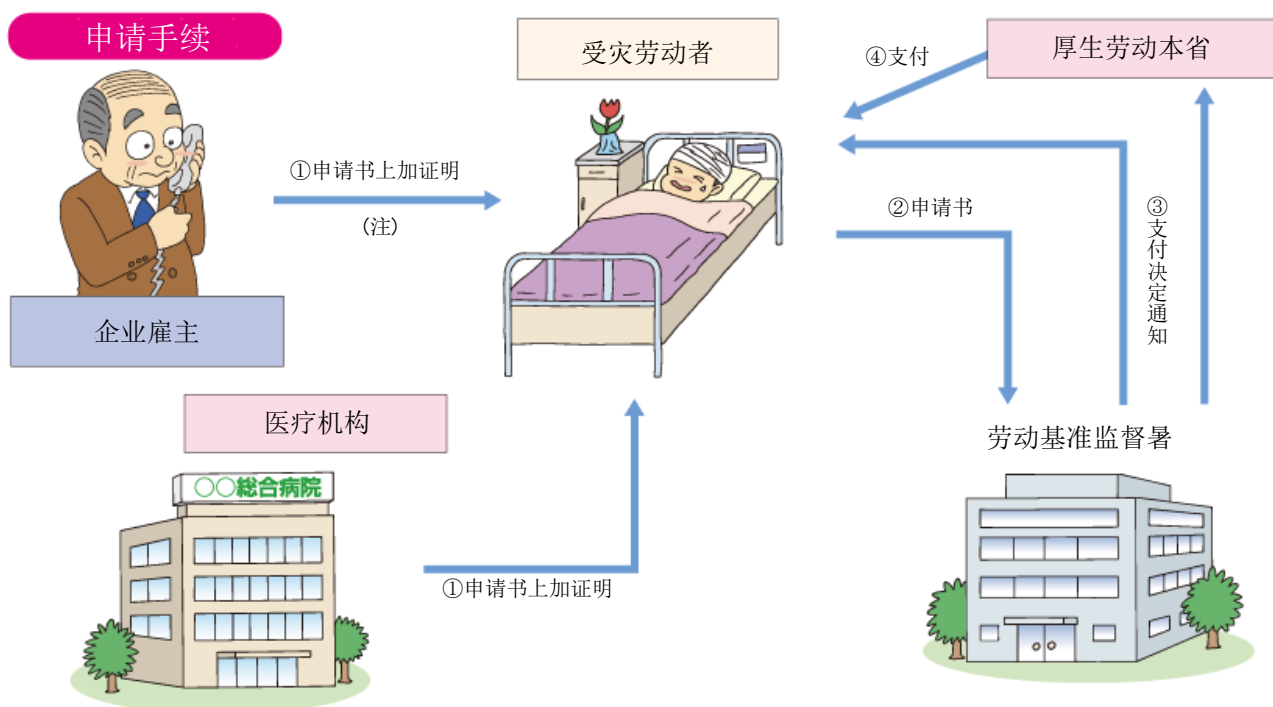 申请手续
受灾劳动者
厚生劳动本省
④支付
①申请书上加证明
(注)
②申请书
③支付决定通知
企业雇主
医疗机构
劳动基准监督署
○○総合病院
①申请书上加证明